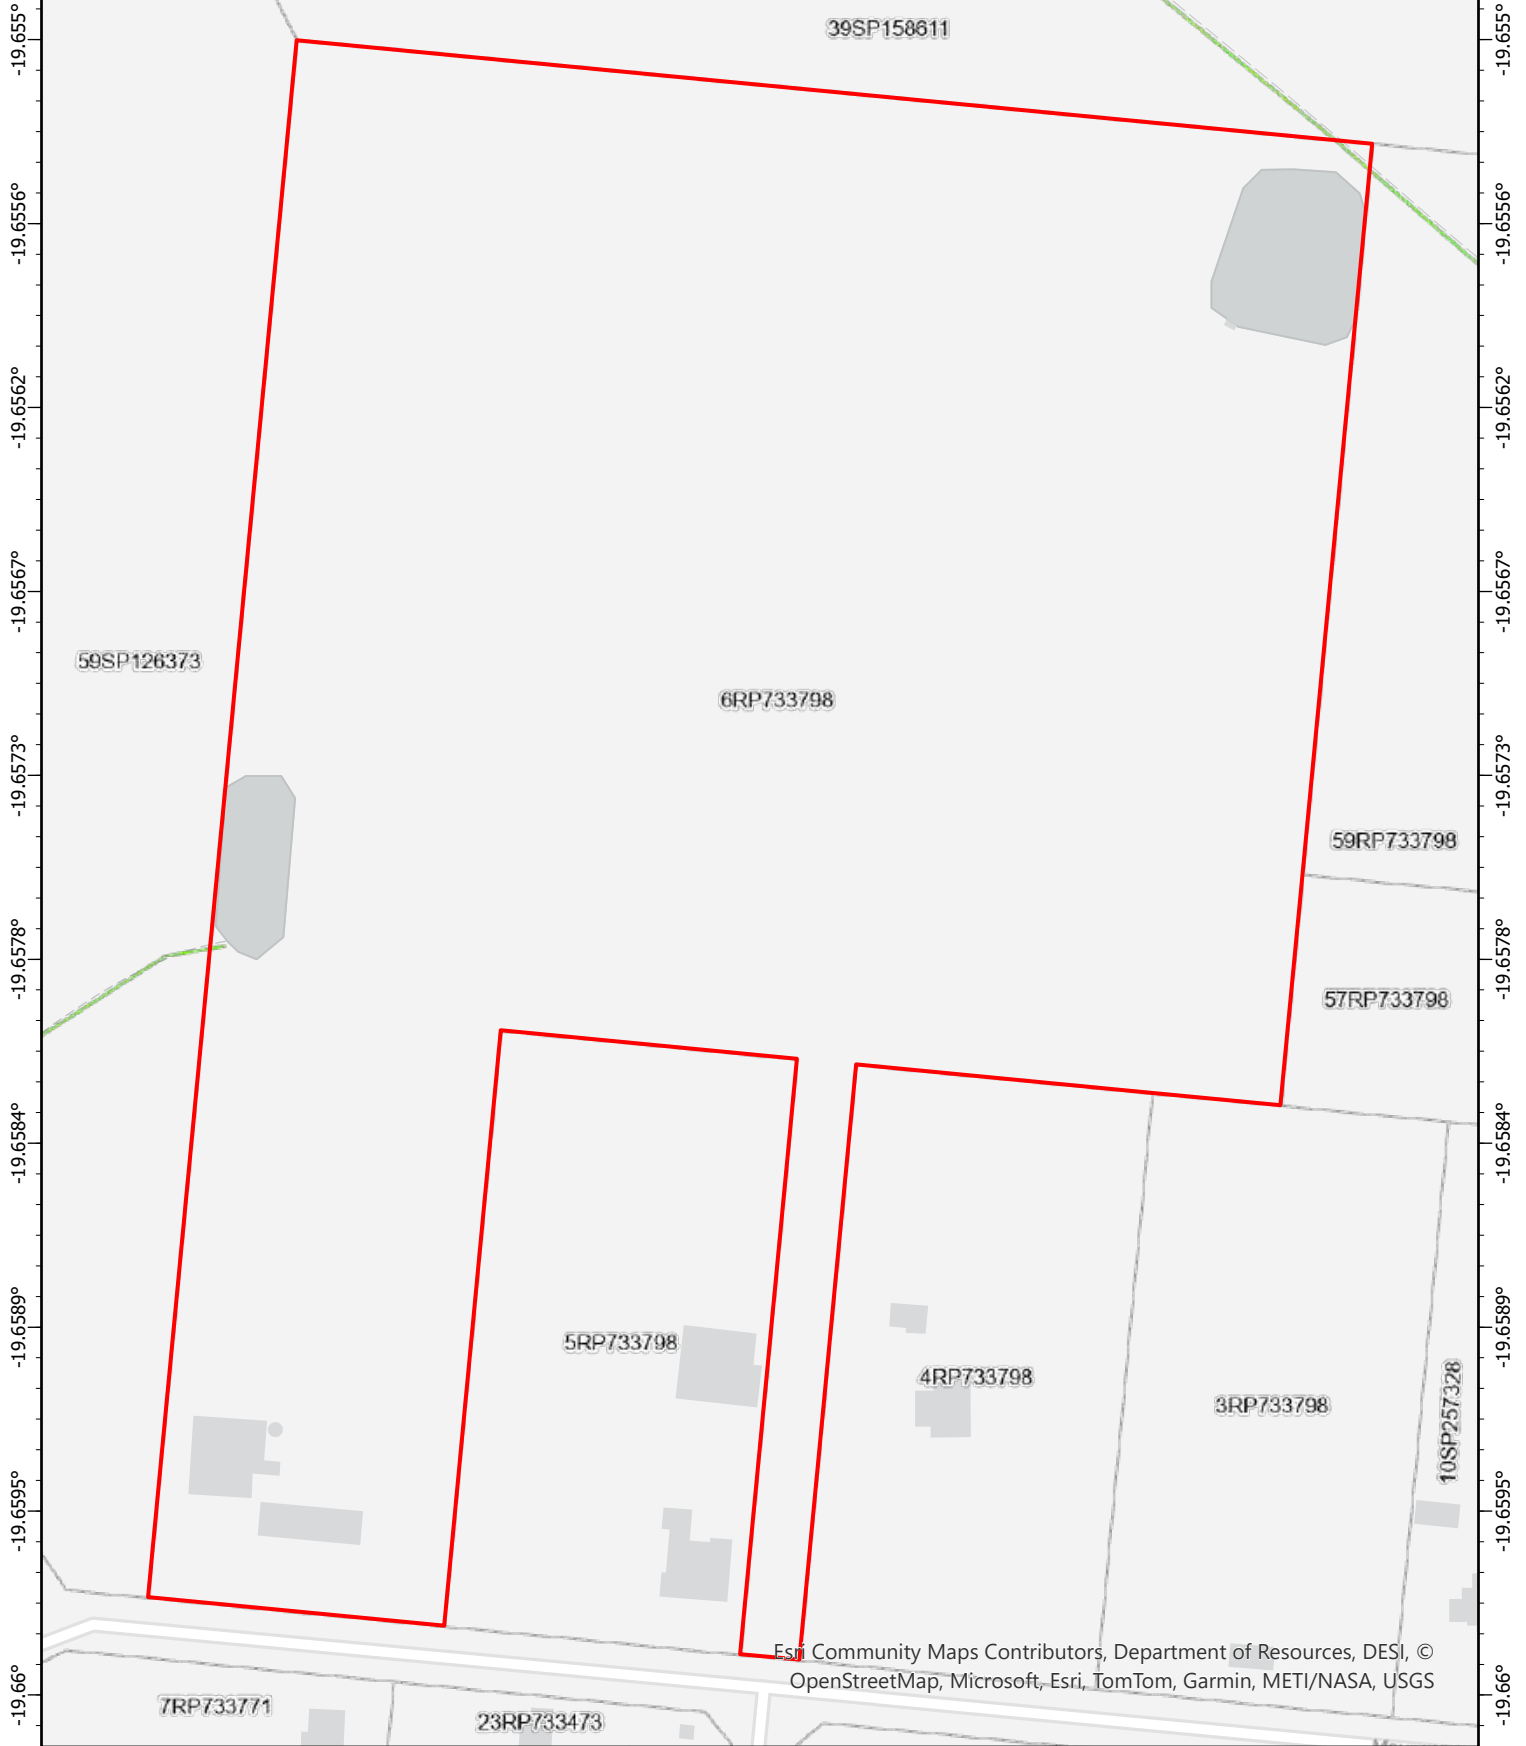 39SP158611
-19.655°
-19.655°
-19.6556°
-19.6556°
-19.6562°
-19.6562°
-19.6567°
-19.6567°
59SP126373
6RP733798
-19.6573°
-19.6573°
59RP733798
-19.6578°
-19.6578°
57RP733798
-19.6584°
-19.6584°
-19.6589°
-19.6589°
5RP733798
4RP733798
3RP733798
10SP257328
-19.6595°
-19.6595°
Esri Community Maps Contributors, Department of Resources, DESI, ©
OpenStreetMap, Microsoft, Esri, TomTom, Garmin, METI/NASA, USGS
-19.66°
-19.66°
7RP733771
23RP733473